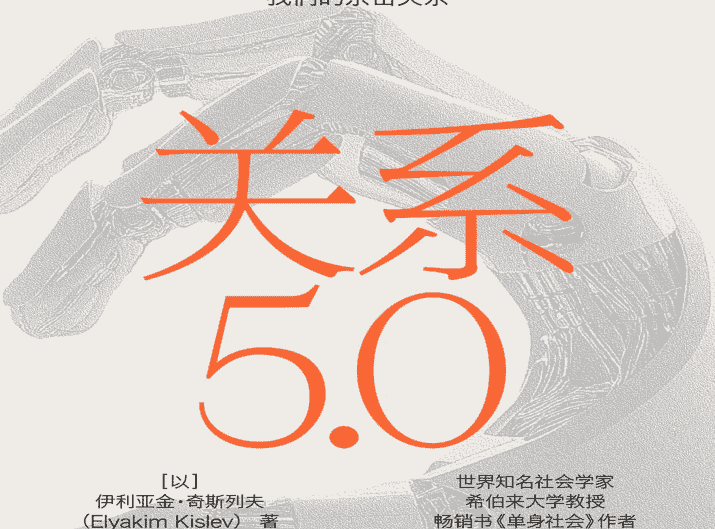 关系
5.0
[以]
伊利亚金·奇斯列夫
(Elyakim Kislev) 著
世界知名社会学家
希伯来大学教授
畅销书《单身社会》作者